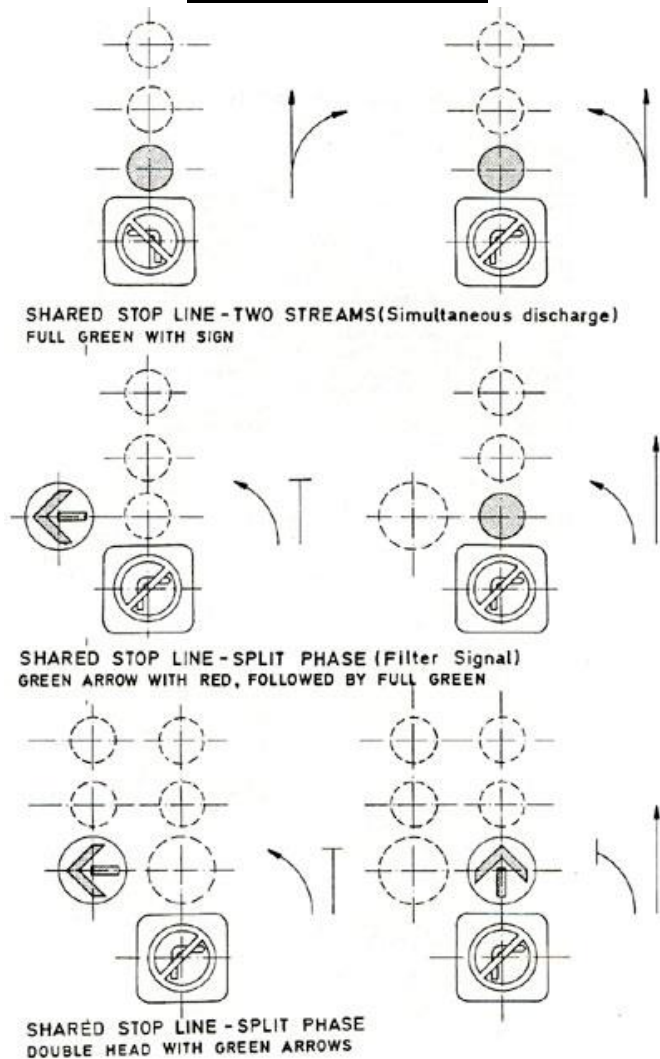 SHARED STOP LINE - TWO STREAMS (Simultaneous discharge)
FULL GREEN WITH SIGN
SHARED STOP LINE - SPLIT PHASE (Filter Signal)
GREEN ARROW WITH RED, FOLLOWED BY FULL GREEN
SHARED STOP LINE - SPLIT PHASE
DOUBLE HEAD WITH GREEN ARROWS